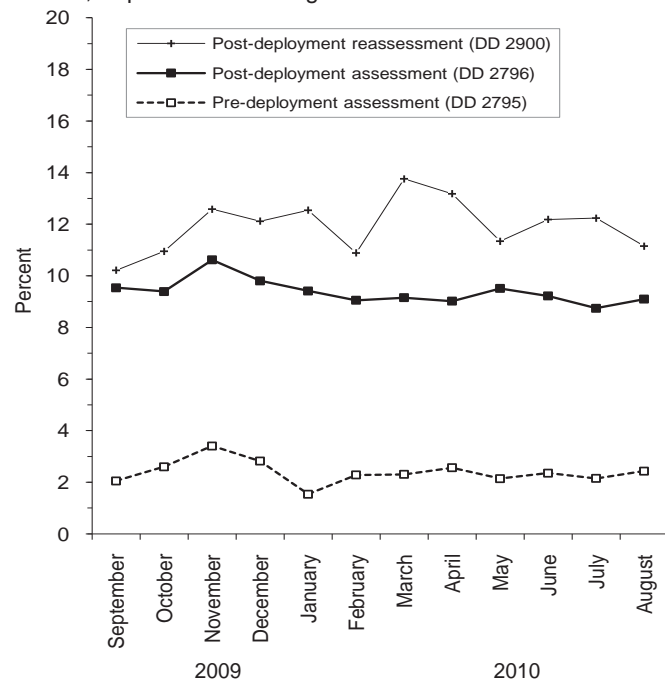 20
18
16
14
12
10
8
6
4
2
0
Percent
Post-deployment reassessment (DD 2900)
Post-deployment assessment (DD 2796)
Pre-deployment assessment (DD 2795)
September
October
November
December
January
February
March
April
May
June
July
August
2009 2010